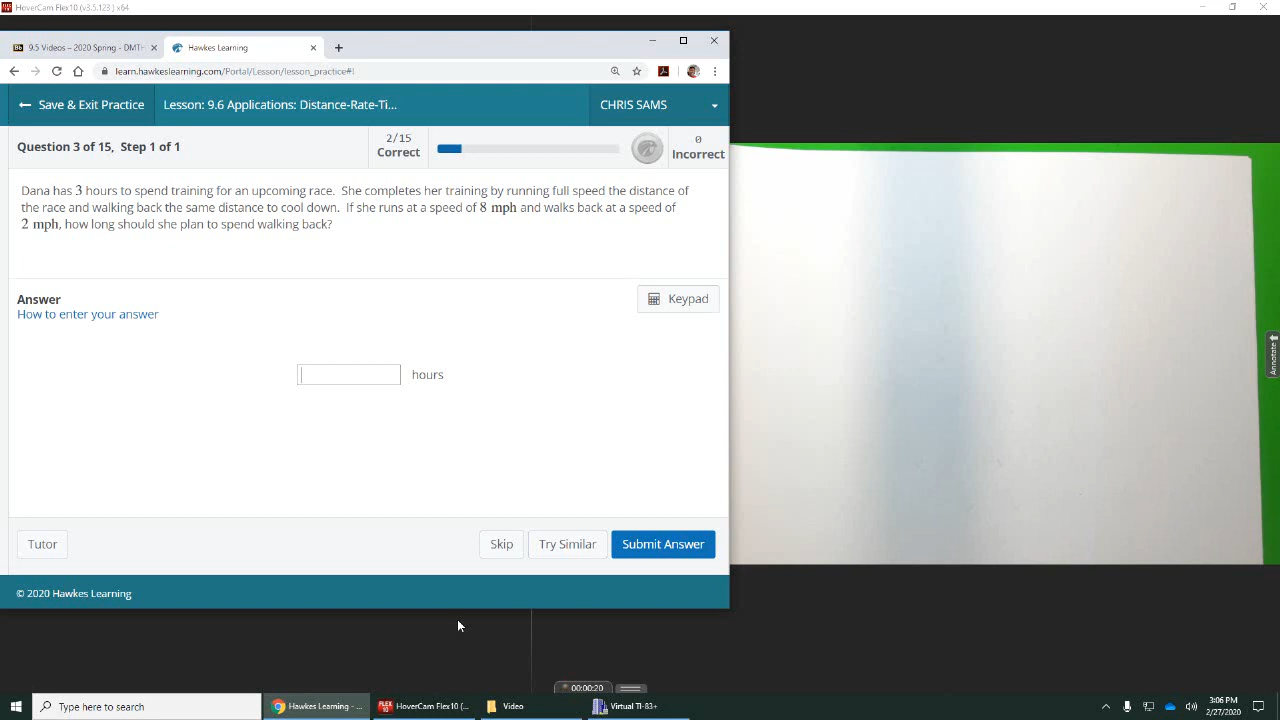 HoverCam Flex10 (v3.5.123 ) x64
9.5 Videos – 2020 Spring - DMTH
Hawkes Learning
learn.hawkeslearning.com/Portal/Lesson/lesson_practice#!
Save & Exit Practice
Lesson: 9.6 Applications: Distance-Rate-Ti...
CHRIS SAMS
Question 3 of 15, Step 1 of 1
2/15
Correct
0
Incorrect
Dana has 3 hours to spend training for an upcoming race. She completes her training by running full speed the distance of
the race and walking back the same distance to cool down. If she runs at a speed of 8 mph and walks back at a speed of
2 mph, how long should she plan to spend walking back?
Answer
How to enter your answer
Keypad
hours
Annotate
Tutor
Skip
Try Similar
Submit Answer
© 2020 Hawkes Learning
00:00:20
Type here to search
Hawkes Learning - ...
FLEX 10
HoverCam Flex10 (...
Video
Virtual TI-83+
3:06 PM
2/27/2020